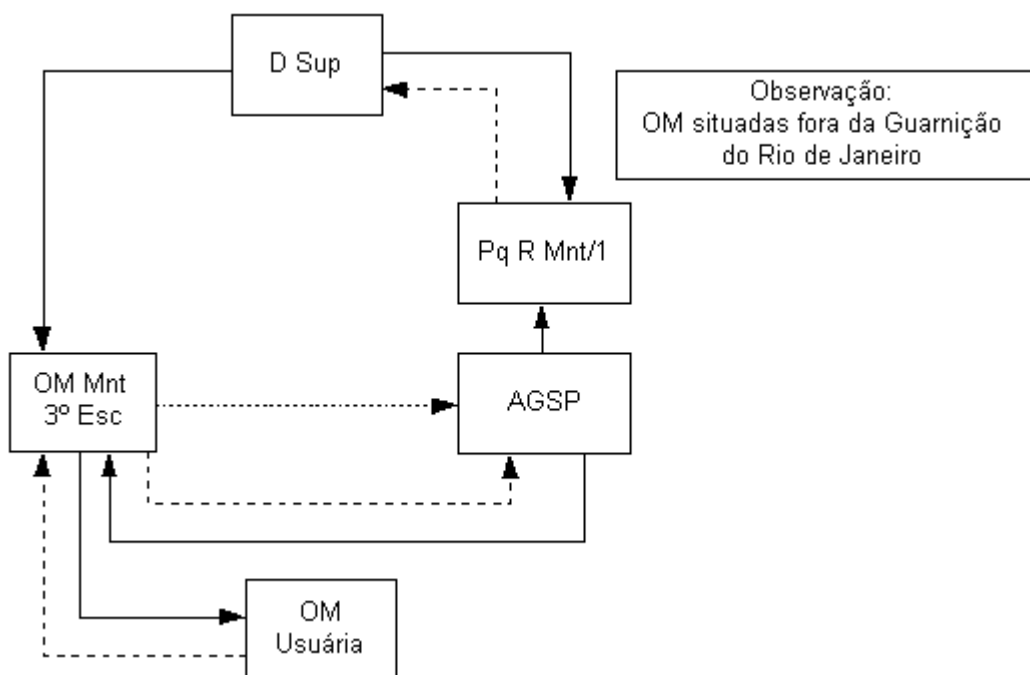 D Sup
Observação:
OM situadas fora da Guarnição
do Rio de Janeiro
Pq R Mnt/1
OM Mnt
3º Esc
AGSP
OM
Usuária